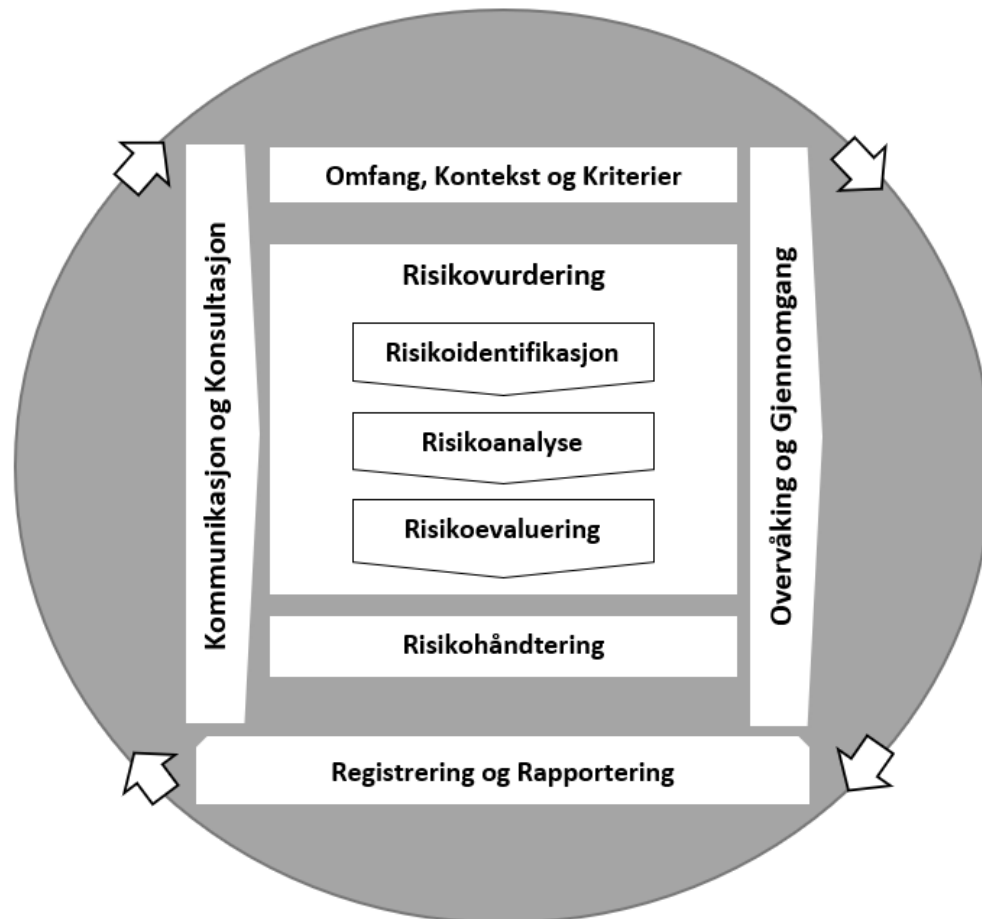 Omfang, Kontekst og Kriterier
Kommunikasjon og Konsultasjon
Risikovurdering
Risikoidentifikasjon
Risikoanalyse
Risikoevaluering
Overvåking og Gjennomgang
Risikohåndtering
Registrering og Rapportering